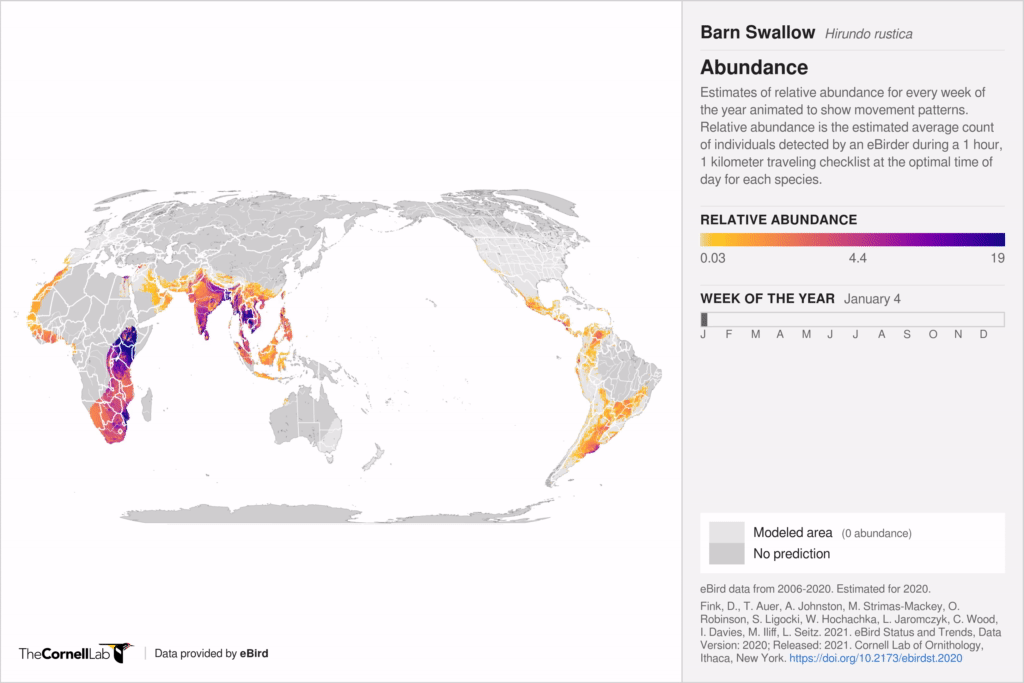 Barn Swallow Hirundo rustica
Abundance
Estimates of relative abundance for every week of
the year animated to show movement patterns.
Relative abundance is the estimated average count
of individuals detected by an eBirder during a 1 hour,
1 kilometer traveling checklist at the optimal time of
day for each species.
RELATIVE ABUNDANCE
0.03 4.4 19
WEEK OF THE YEAR January 4
J F M A M J J A S O N D
Modeled area (0 abundance)
No prediction
eBird data from 2006-2020. Estimated for 2020.
Fink, D., T. Auer, A. Johnston, M. Strimas-Mackey, O.
Robinson, S. Ligocki, W. Hochachka, L. Jaromczyk, C. Wood,
I. Davies, M. Iliff, L. Seitz. 2021. eBird Status and Trends, Data
Version: 2020; Released: 2021. Cornell Lab of Ornithology,
Ithaca, New York. https://doi.org/10.2173/ebirdst.2020
TheCornellLab Data provided by eBird